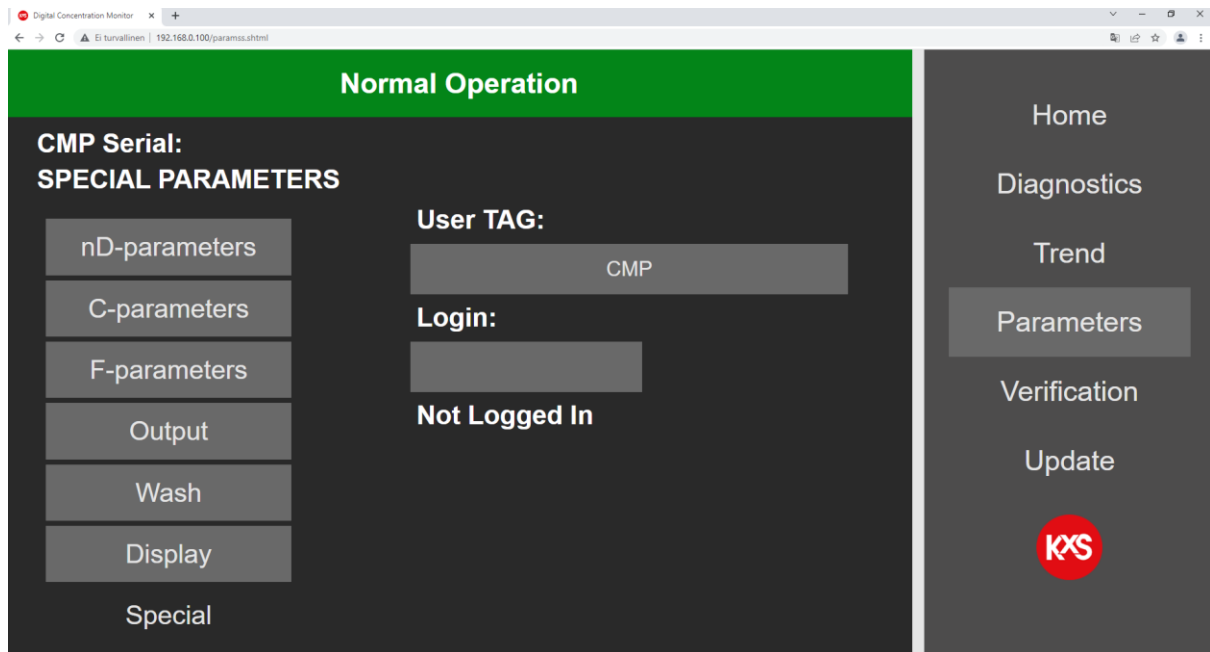 Digital Concentration Monitor
Ei turvallinen | 192.168.0.100/paramss.shtml
Normal Operation
CMP Serial:
SPECIAL PARAMETERS
nD-parameters
C-parameters
F-parameters
Output
Wash
Display
Special
User TAG:
CMP
Login:
Not Logged In
Home
Diagnostics
Trend
Parameters
Verification
Update
KXS